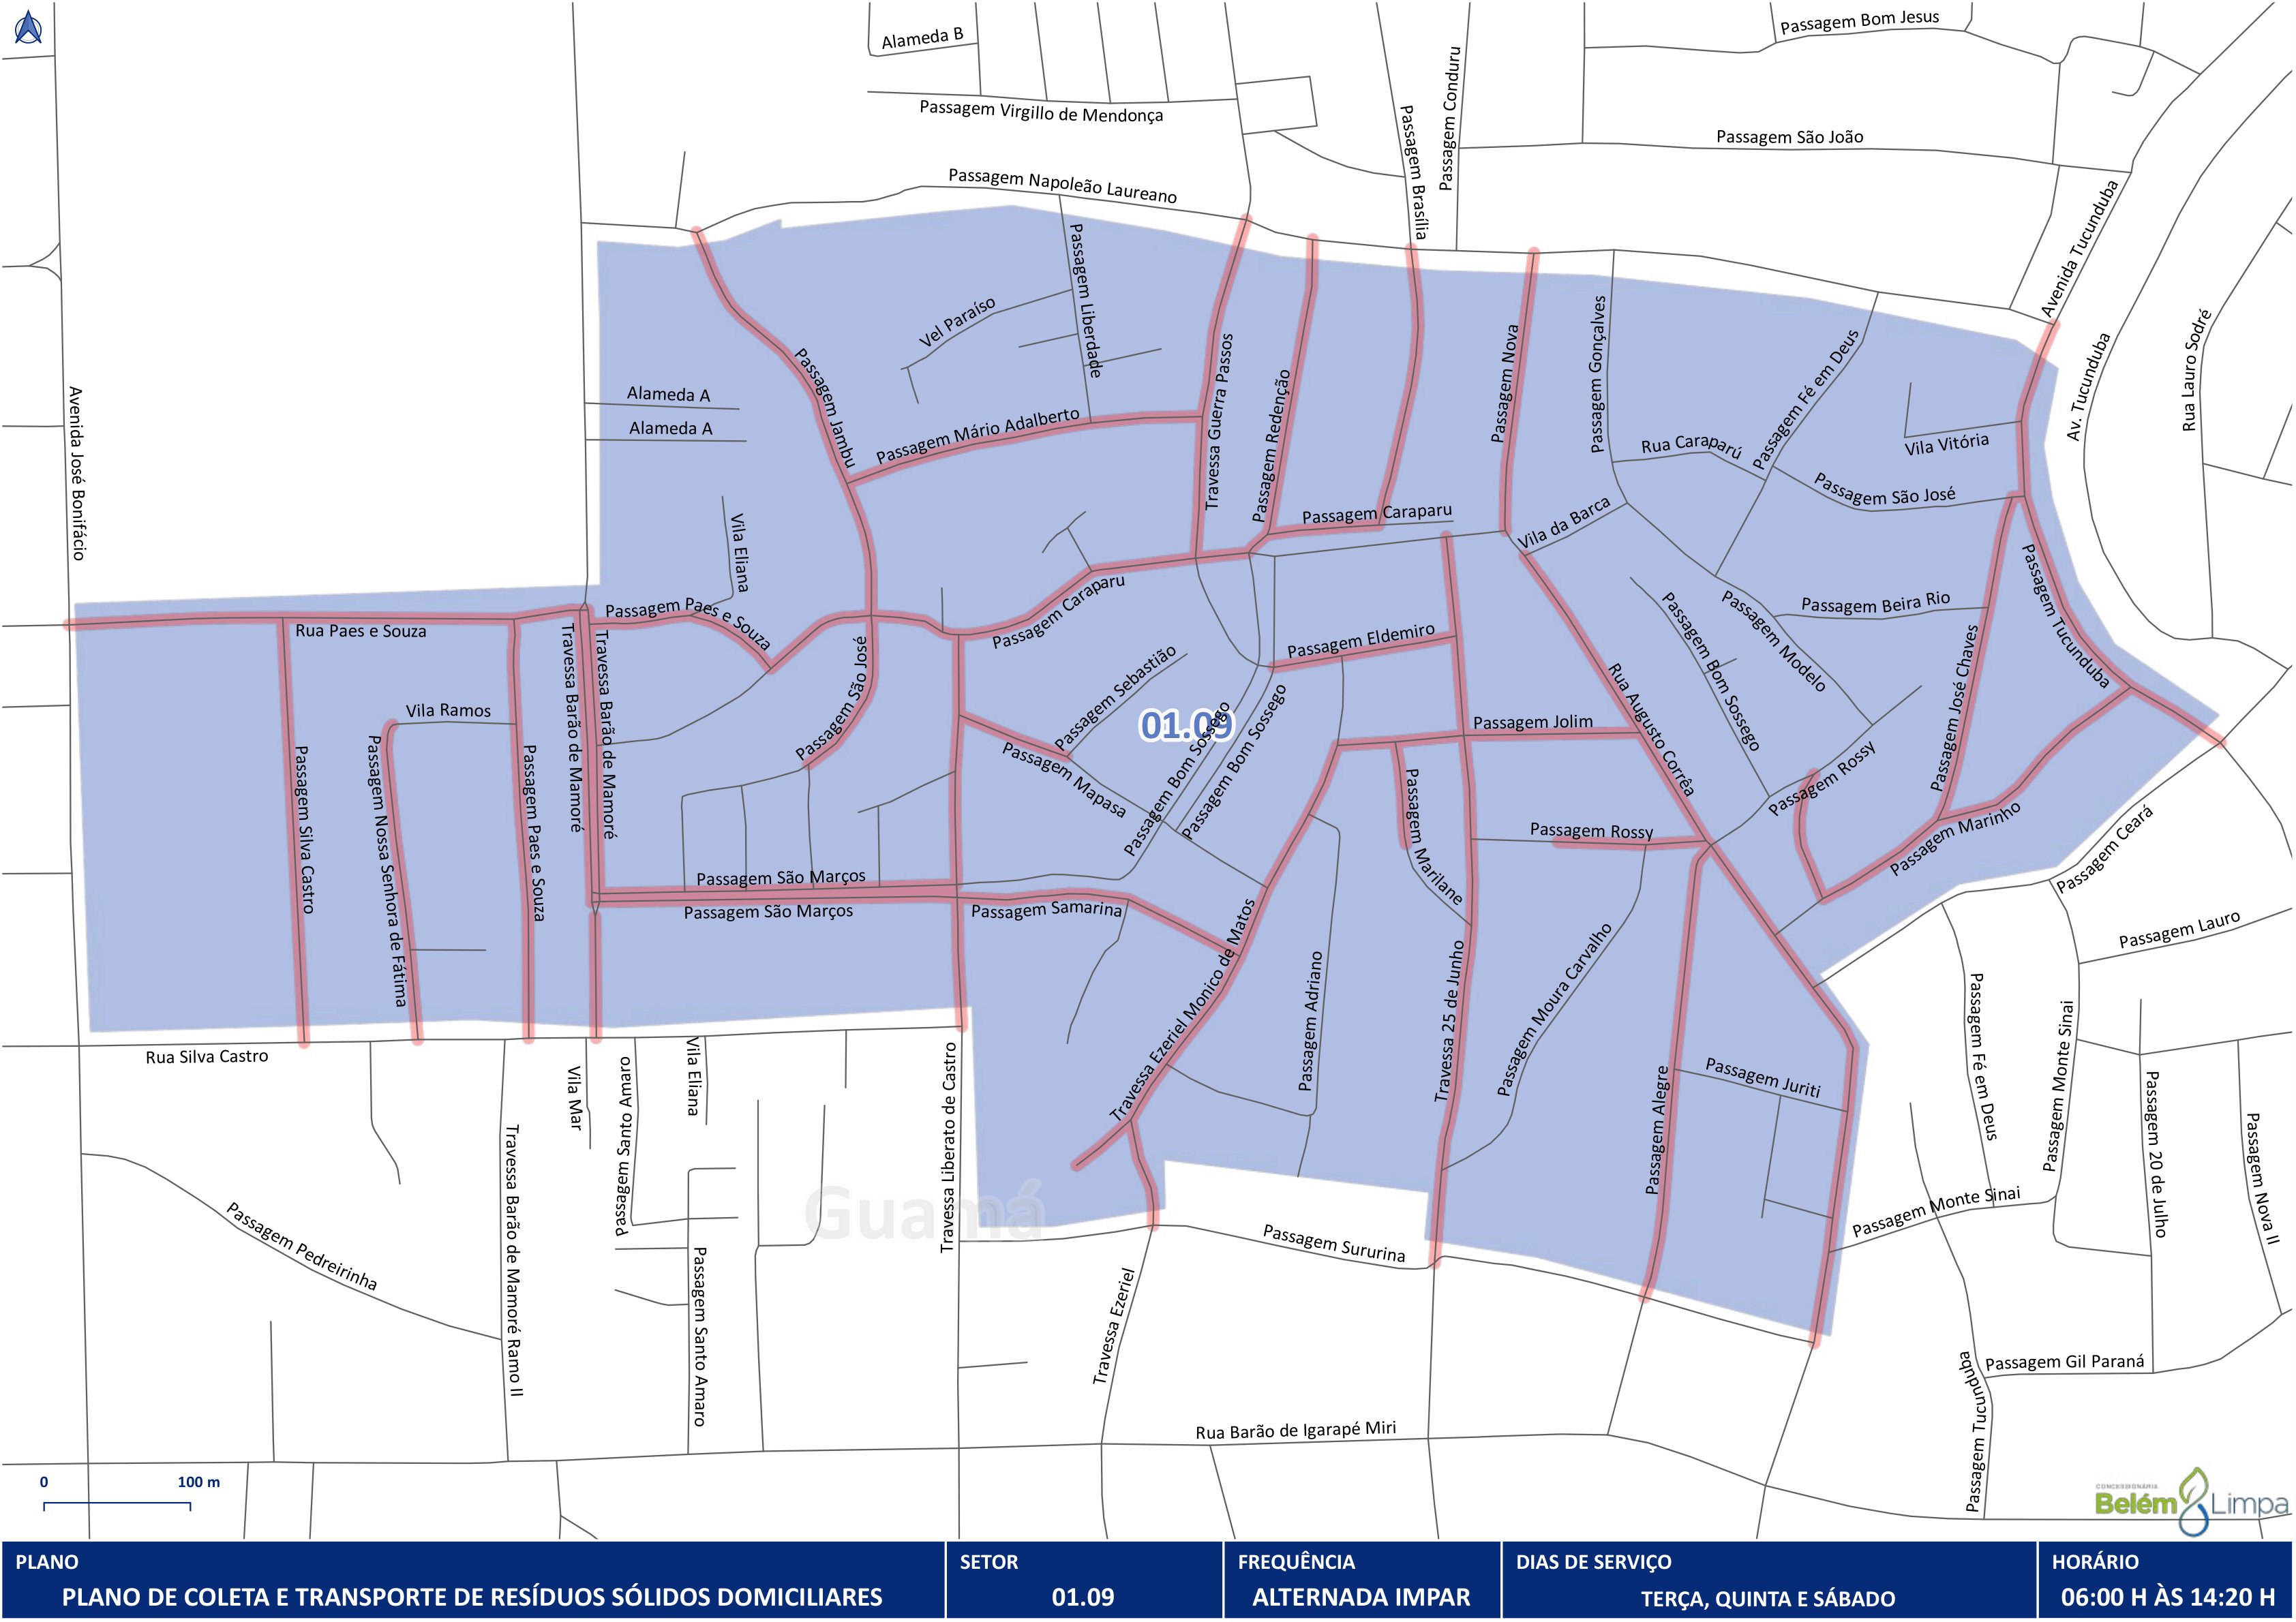 Passagem Bom Jesus
Alameda B
Passagem Conduru
Passagem Virgillo de Mendonça
Passagem Brasília
Passagem São João
Passagem Napoleão Laureano
Avenida Tucunduba
Passagem Liberdade
Vel Paraíso
Passagem Gonçalves
Rua Lauro Sodré
Passagem Nova
Passagem Fé em Deus
Av. Tucunduba
Travessa Guerra Passos
Passagem Jambu
Passagem Redenção
Avenida José Bonifácio
Alameda A
Alameda A
Passagem Mário Adalberto
Rua Caraparú
Vila Vitória
Passagem São José
Passagem Caraparu
Vila da Barca
Vila Eliana
Passagem Tucunduba
Passagem Caraparu
Passagem Paes e Souza
Rua Paes e Souza
Passagem Beira Rio
Passagem Modelo
Passagem Bom Sossego
Passagem Eldemiro
Passagem José Chaves
Travessa Barão de Mamoré
Travessa Barão de Mamoré
Passagem São José
Passagem Sebastião
Rua Augusto Corrêa
Vila Ramos
01.09
Passagem Jolim
Passagem Bom Sossego
Passagem Bom Sossego
Passagem Mapasa
Passagem Silva Castro
Passagem Nossa Senhora de Fátima
Passagem Paes e Souza
Passagem Rossy
Passagem Marilane
Passagem Rossy
Passagem Marinho
Passagem Ceará
Passagem São Marços
Passagem São Marços
Passagem Samarina
Passagem Lauro
Travessa Ezeriel Monico de Matos
Passagem Adriano
Travessa 25 de Junho
Passagem Moura Carvalho
Passagem Fé em Deus
Passagem Monte Sinai
Rua Silva Castro
Vila Mar
Passagem Santo Amaro
Vila Eliana
Travessa Liberato de Castro
Passagem Alegre
Passagem Juriti
Passagem 20 de Julho
Passagem Nova II
Travessa Barão de Mamoré Ramo II
Guamá
Passagem Monte Sinai
Passagem Pedreirinha
Passagem Sururina
Passagem Santo Amaro
Travessa Ezeriel
Passagem Gil Paraná
Passagem Tucunduba
Rua Barão de Igarapé Miri
0
100 m
CONCESSIONÁRIA
Belém Limpa
PLANO
PLANO DE COLETA E TRANSPORTE DE RESÍDUOS SÓLIDOS DOMICILIARES
SETOR
01.09
FREQUÊNCIA
ALTERNADA IMPAR
DIAS DE SERVIÇO
TERÇA, QUINTA E SÁBADO
HORÁRIO
06:00 H ÀS 14:20 H